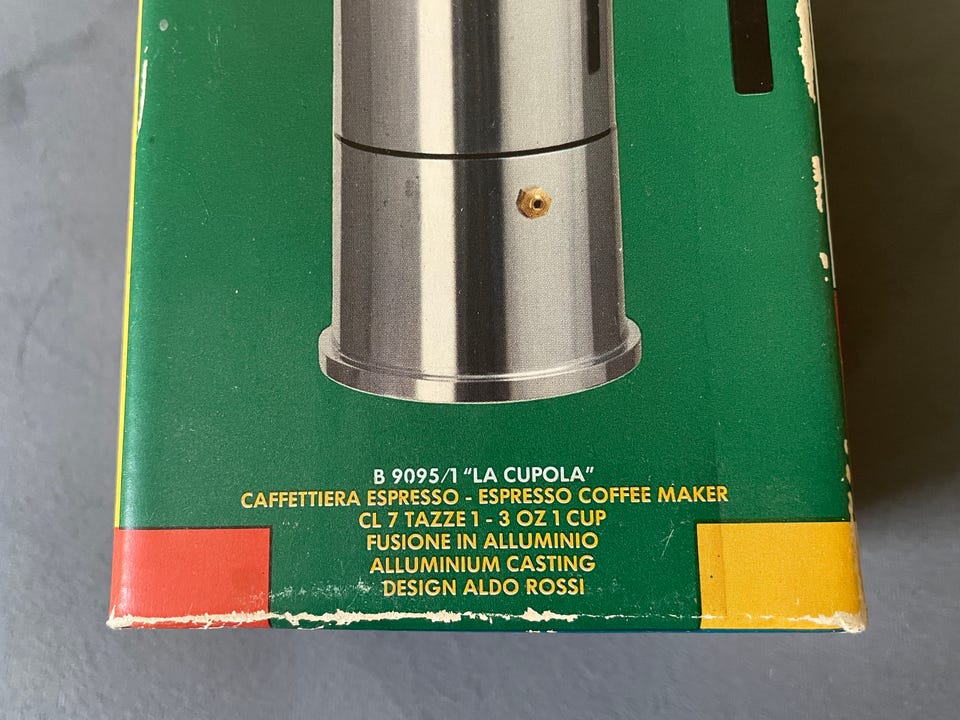 B 9095/1 “LA CUPOLA”
CAFFETTIERA ESPRESSO - ESPRESSO COFFEE MAKER
CL 7 TAZZE 1 - 3 OZ 1 CUP
FUSIONE IN ALLUMINIO
ALLUMINIUM CASTING
DESIGN ALDO ROSSI